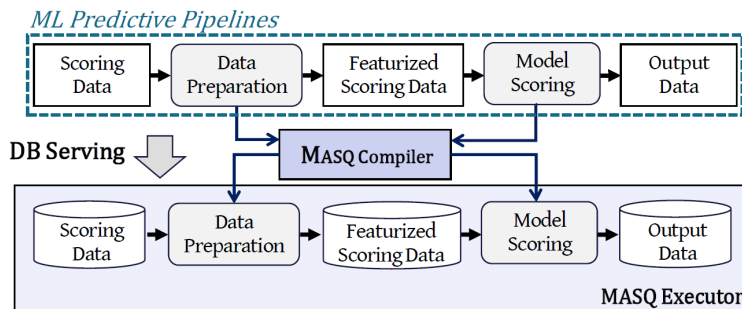 ML Predictive Pipelines
Scoring
Data
Data
Preparation
Featurized
Scoring Data
Model
Scoring
Output
Data
DB Serving
MASQ Compiler
Scoring
Data
Data
Preparation
Featurized
Scoring Data
Model
Scoring
Output
Data
MASQ Executor